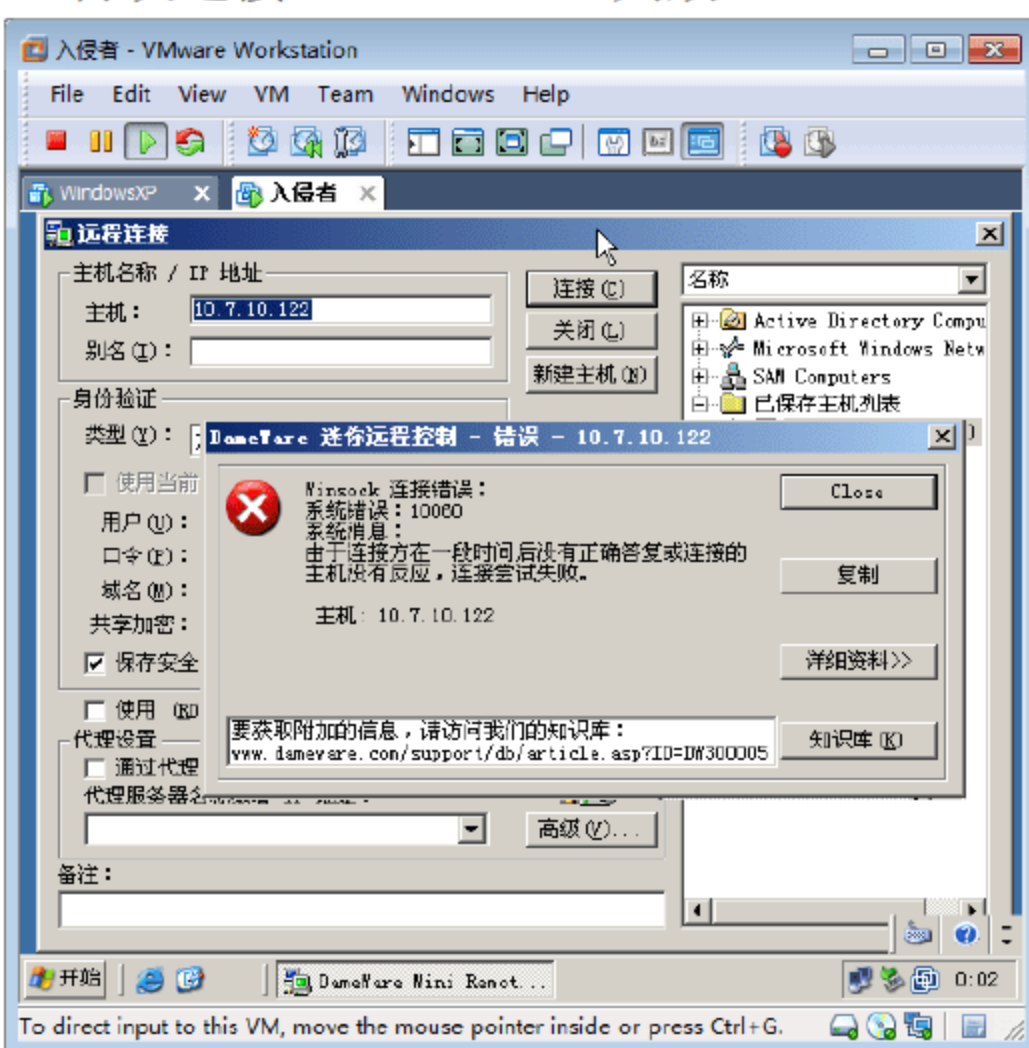 入侵者 - VMware Workstation
File Edit View VM Team Windows Help
WindowsXP X 入侵者 X
远程连接
主机名称 / IP 地址
主机： 10.7.10.122
别名(I)：
连接(C)
关闭(L)
新建主机(N)
名称
Active Directory Compu
Microsoft Windows Netw
SAM Computers
已保存主机列表
身份验证
类型(Y)：
使用当前
用户(U)：
口令(P)：
域名(M)：
共享加密：
保存安全
使用 (RD
DameWare 迷你远程控制 - 错误 - 10.7.10.122
Winsock 连接错误：
系统错误：10060
系统消息：
由于连接方在一段时间后没有正确答复或连接的
主机没有反应，连接尝试失败。
主机: 10.7.10.122
Close
复制
详细资料>>
知识库(K)
要获取附加的信息，请访问我们的知识库：
www.dameware.com/support/db/article.asp?ID=DW300005
代理设置
通过代理
代理服务器名
高级(V)...
备注：
开始 DameWare Mini Remot... 0:02
To direct input to this VM, move the mouse pointer inside or press Ctrl+G.